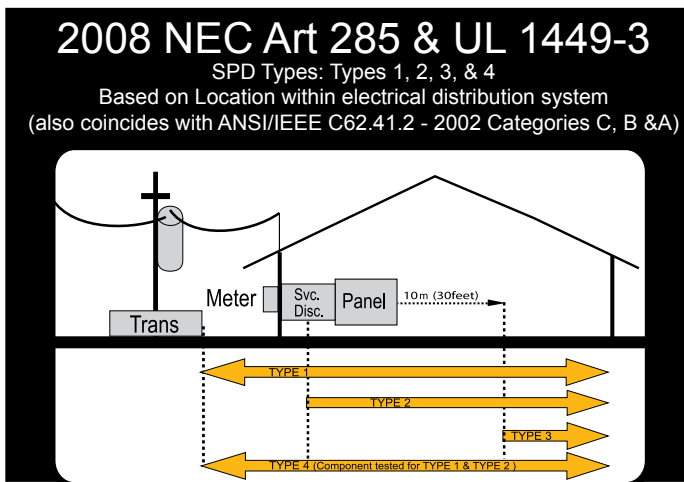 2008 NEC Art 285 & UL 1449-3
SPD Types: Types 1, 2, 3, & 4
Based on Location within electrical distribution system
(also coincides with ANSI/IEEE C62.41.2 - 2002 Categories C, B &A)
Meter
Svc.
Disc.
Panel
10m (30feet)
Trans
TYPE 1
TYPE 2
TYPE 3
TYPE 4 (Component tested for TYPE 1 & TYPE 2 )